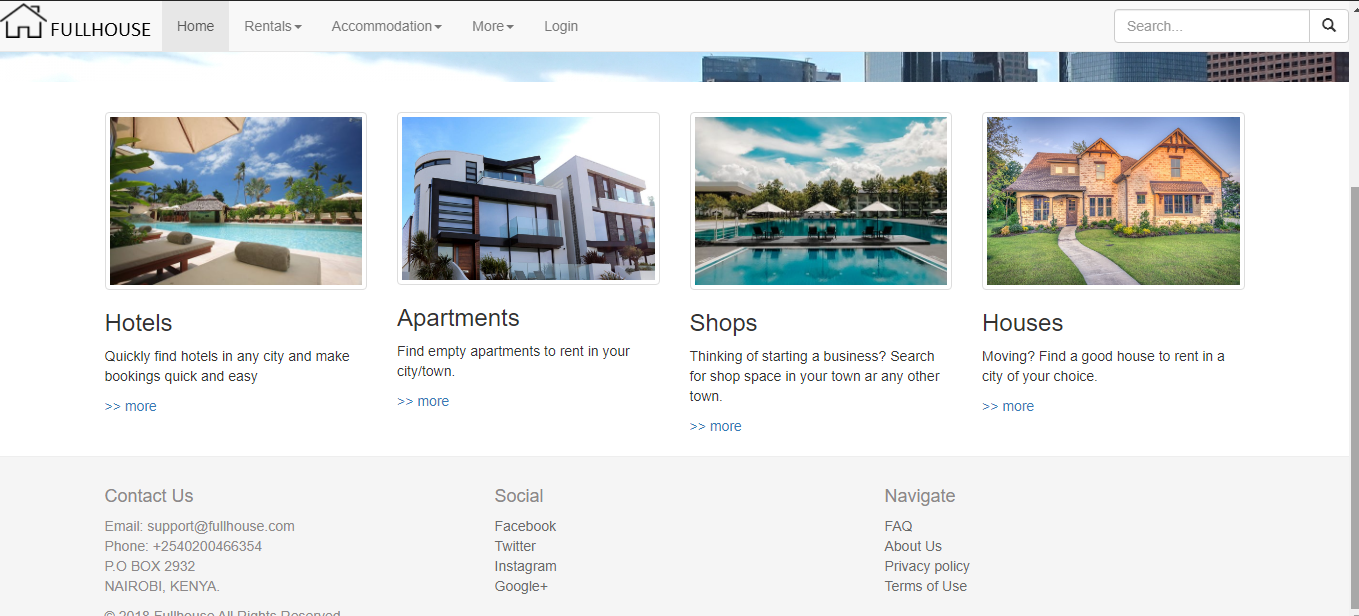 FULLHOUSE Home Rentals Accommodation More Login Search...
Hotels
Quickly find hotels in any city and make
bookings quick and easy
>> more
Apartments
Find empty apartments to rent in your
city/town.
>> more
Shops
Thinking of starting a business? Search
for shop space in your town ar any other
town.
>> more
Houses
Moving? Find a good house to rent in a
city of your choice.
>> more
Contact Us
Email: support@fullhouse.com
Phone: +2540200466354
P.O BOX 2932
NAIROBI, KENYA.
© 2018 Fullhouse All Rights Reserved
Social
Facebook
Twitter
Instagram
Google+
Navigate
FAQ
About Us
Privacy policy
Terms of Use